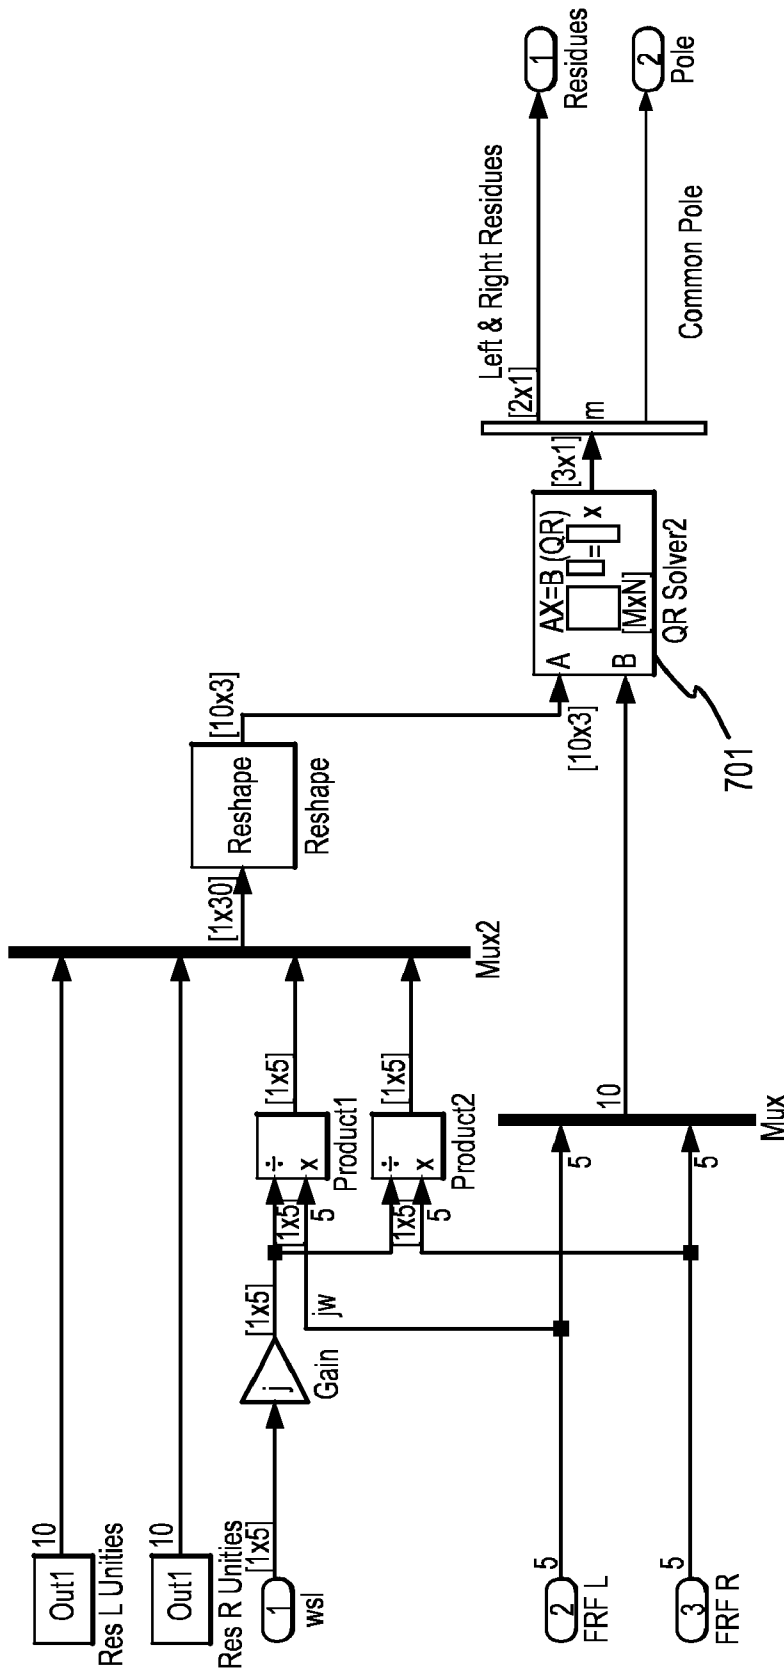 Out1
10
Res L Unities
Out1
10
Res R Unities
1
[1x5]
wsl
j
Gain
[1x5]
jw
[1x5]
5
÷
x
Product1
[1x5]
[1x5]
5
÷
x
Product2
[1x5]
2
5
FRF L
3
5
FRF R
5
5
10
Mux
Mux2
[1x30]
Reshape
Reshape
[10x3]
[10x3]
A
B
AX=B (QR)
= x
[MxN]
QR Solver2
701
[3x1]
m
[2x1]
Left & Right Residues
1
Residues
Common Pole
2
Pole